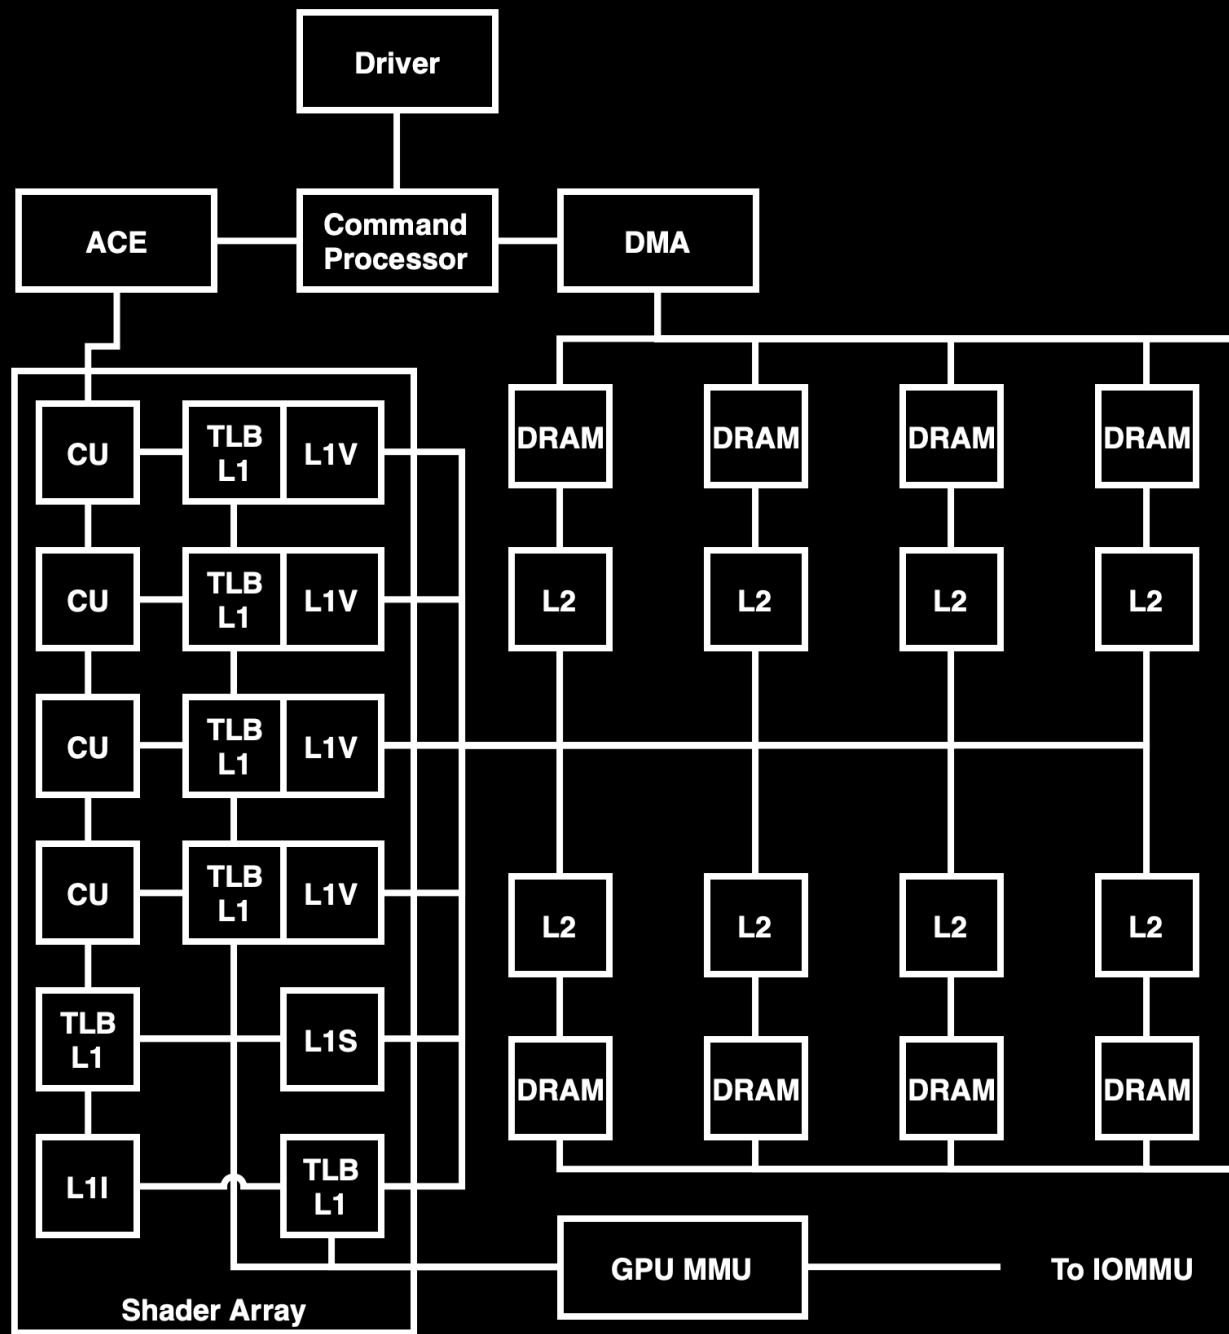 Driver
ACE
Command
Processor
DMA
CU
TLB
L1
L1V
DRAM
DRAM
DRAM
DRAM
CU
TLB
L1
L1V
L2
L2
L2
L2
CU
TLB
L1
L1V
CU
TLB
L1
L1V
L2
L2
L2
L2
TLB
L1
L1S
DRAM
DRAM
DRAM
DRAM
L1I
TLB
L1
GPU MMU
To IOMMU
Shader Array